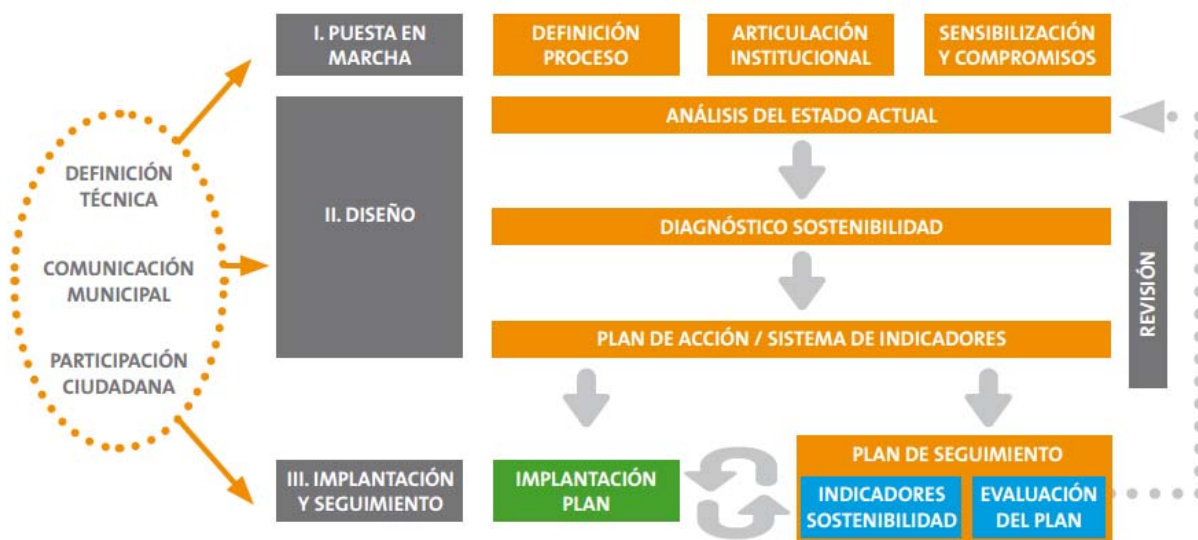 I. PUESTA EN
MARCHA
DEFINICIÓN
PROCESO
ARTICULACIÓN
INSTITUCIONAL
SENSIBILIZACIÓN
Y COMPROMISOS
DEFINICIÓN
TÉCNICA
COMUNICACIÓN
MUNICIPAL
PARTICIPACIÓN
CIUDADANA
II. DISEÑO
ANÁLISIS DEL ESTADO ACTUAL
DIAGNÓSTICO SOSTENIBILIDAD
PLAN DE ACCIÓN / SISTEMA DE INDICADORES
REVISIÓN
III. IMPLANTACIÓN
Y SEGUIMIENTO
IMPLANTACIÓN
PLAN
PLAN DE SEGUIMIENTO
INDICADORES
SOSTENIBILIDAD
EVALUACIÓN
DEL PLAN